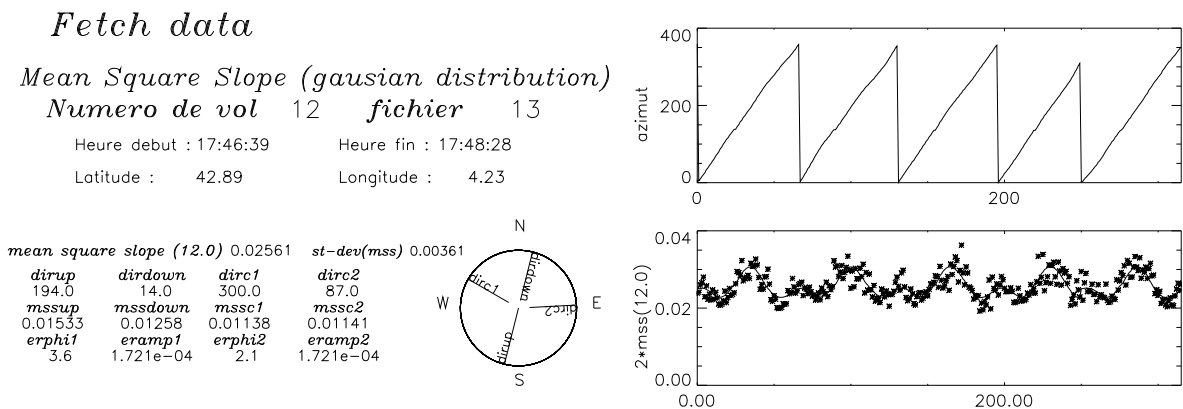 Fetch data
Mean Square Slope (gausian distribution)
Numero de vol 12 fichier 13
Heure debut : 17:46:39 Heure fin : 17:48:28
Latitude : 42.89 Longitude : 4.23
mean square slope (12.0) 0.02561 st-dev(mss) 0.00361
dirup dirdown dirc1 dirc2
194.0 14.0 300.0 87.0
mssup mssdown mssc1 mssc2
0.01533 0.01258 0.01138 0.01141
erphi1 eramp1 erphi2 eramp2
3.6 1.721e-04 2.1 1.721e-04
N
dirdown
dirc1
W
E
dirc2
dirup
S
400
200
0
azimut
0 200
0.04
0.02
0.00
2*mss(12.0)
0.00 200.00